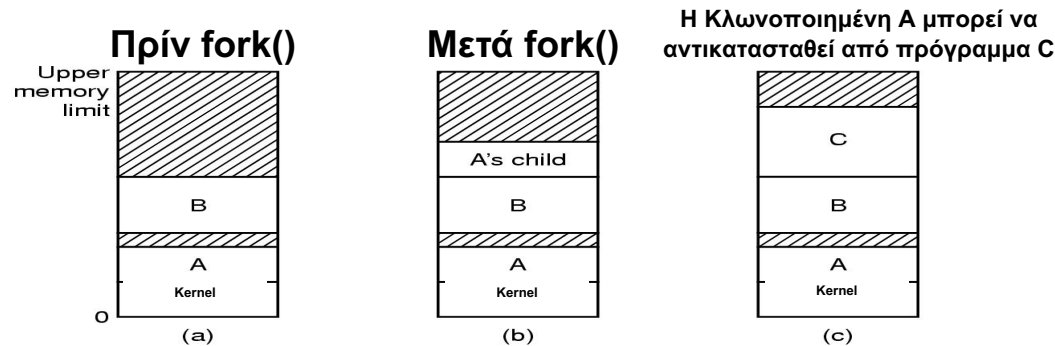 Πρίν fork()
Upper
memory
limit
B
A
Kernel
0
(a)
Μετά fork()
A's child
B
A
Kernel
(b)
Η Κλωνοποιημένη Α μπορεί να
αντικατασταθεί από πρόγραμμα C
C
B
A
Kernel
(c)